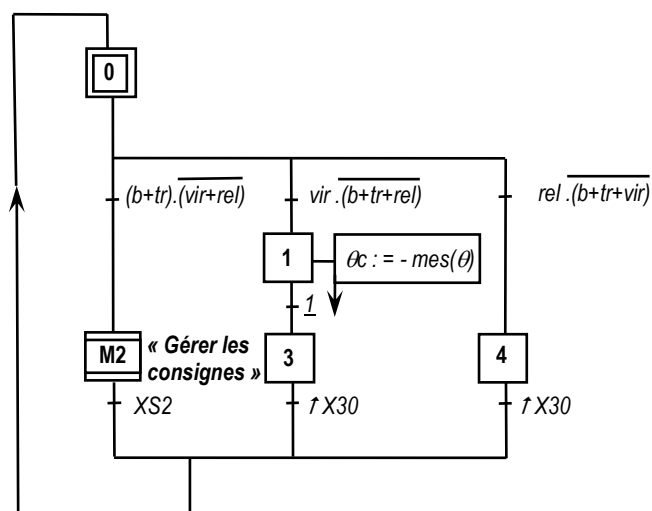 0
(b+tr).(vir+rel)
vir .(b+tr+rel)
rel .(b+tr+vir)
1
θc : = - mes(θ)
1
M2
« Gérer les
consignes »
3
4
XS2
↑X30
↑X30